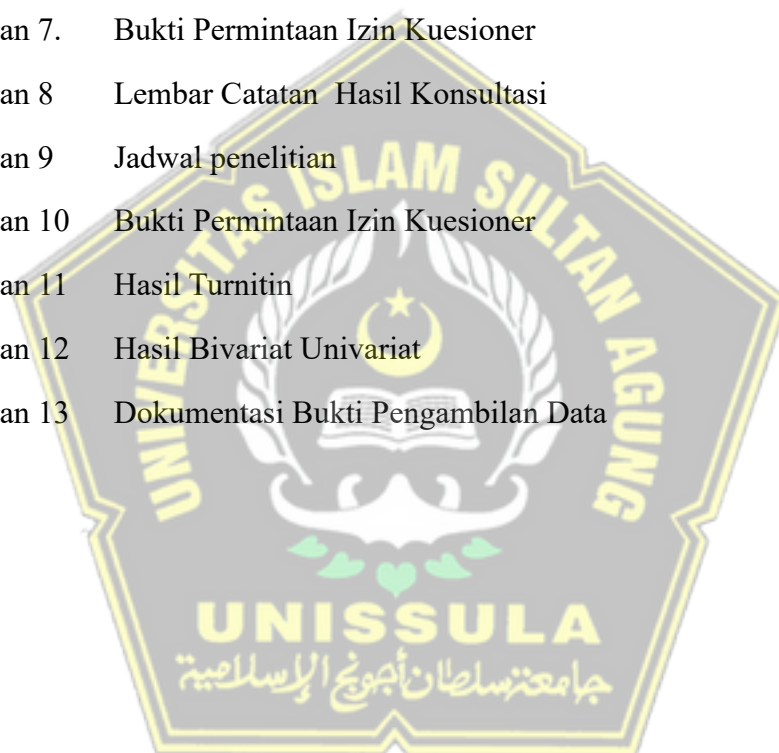 an 7. Bukti Permintaan Izin Kuesioner
an 8 Lembar Catatan Hasil Konsultasi
an 9 Jadwal penelitian
an 10 Bukti Permintaan Izin Kuesioner
an 11 Hasil Turnitin
an 12 Hasil Bivariat Univariat
an 13 Dokumentasi Bukti Pengambilan Data
UNIVERSITAS ISLAM SULTAN AGUNG
UNISSULA
جامعتسلطان أجونج الإسلامية